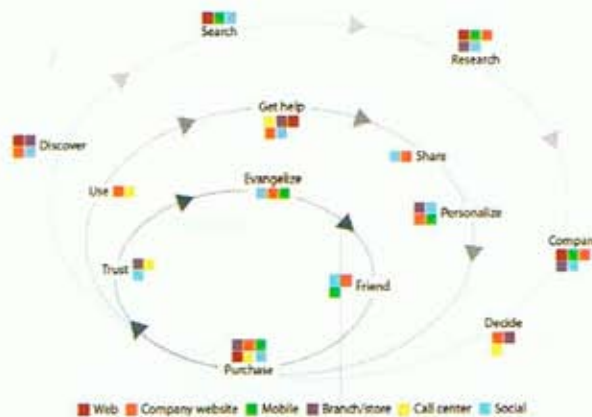 Search
Research
Get help
Discover
Share
Use
Evangelize
Personalize
Compan
Trust
Friend
Decide
Purchase
Web Company website Mobile Branch/store Call center Social